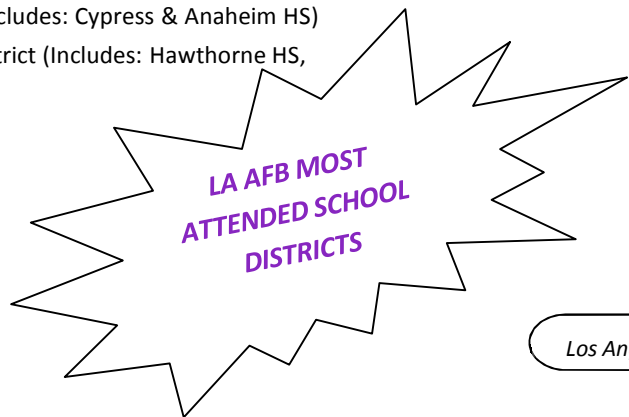 cludes: Cypress & Anaheim HS)
trict (Includes: Hawthorne HS,
LA AFB MOST
ATTENDED SCHOOL
DISTRICTS
Los An